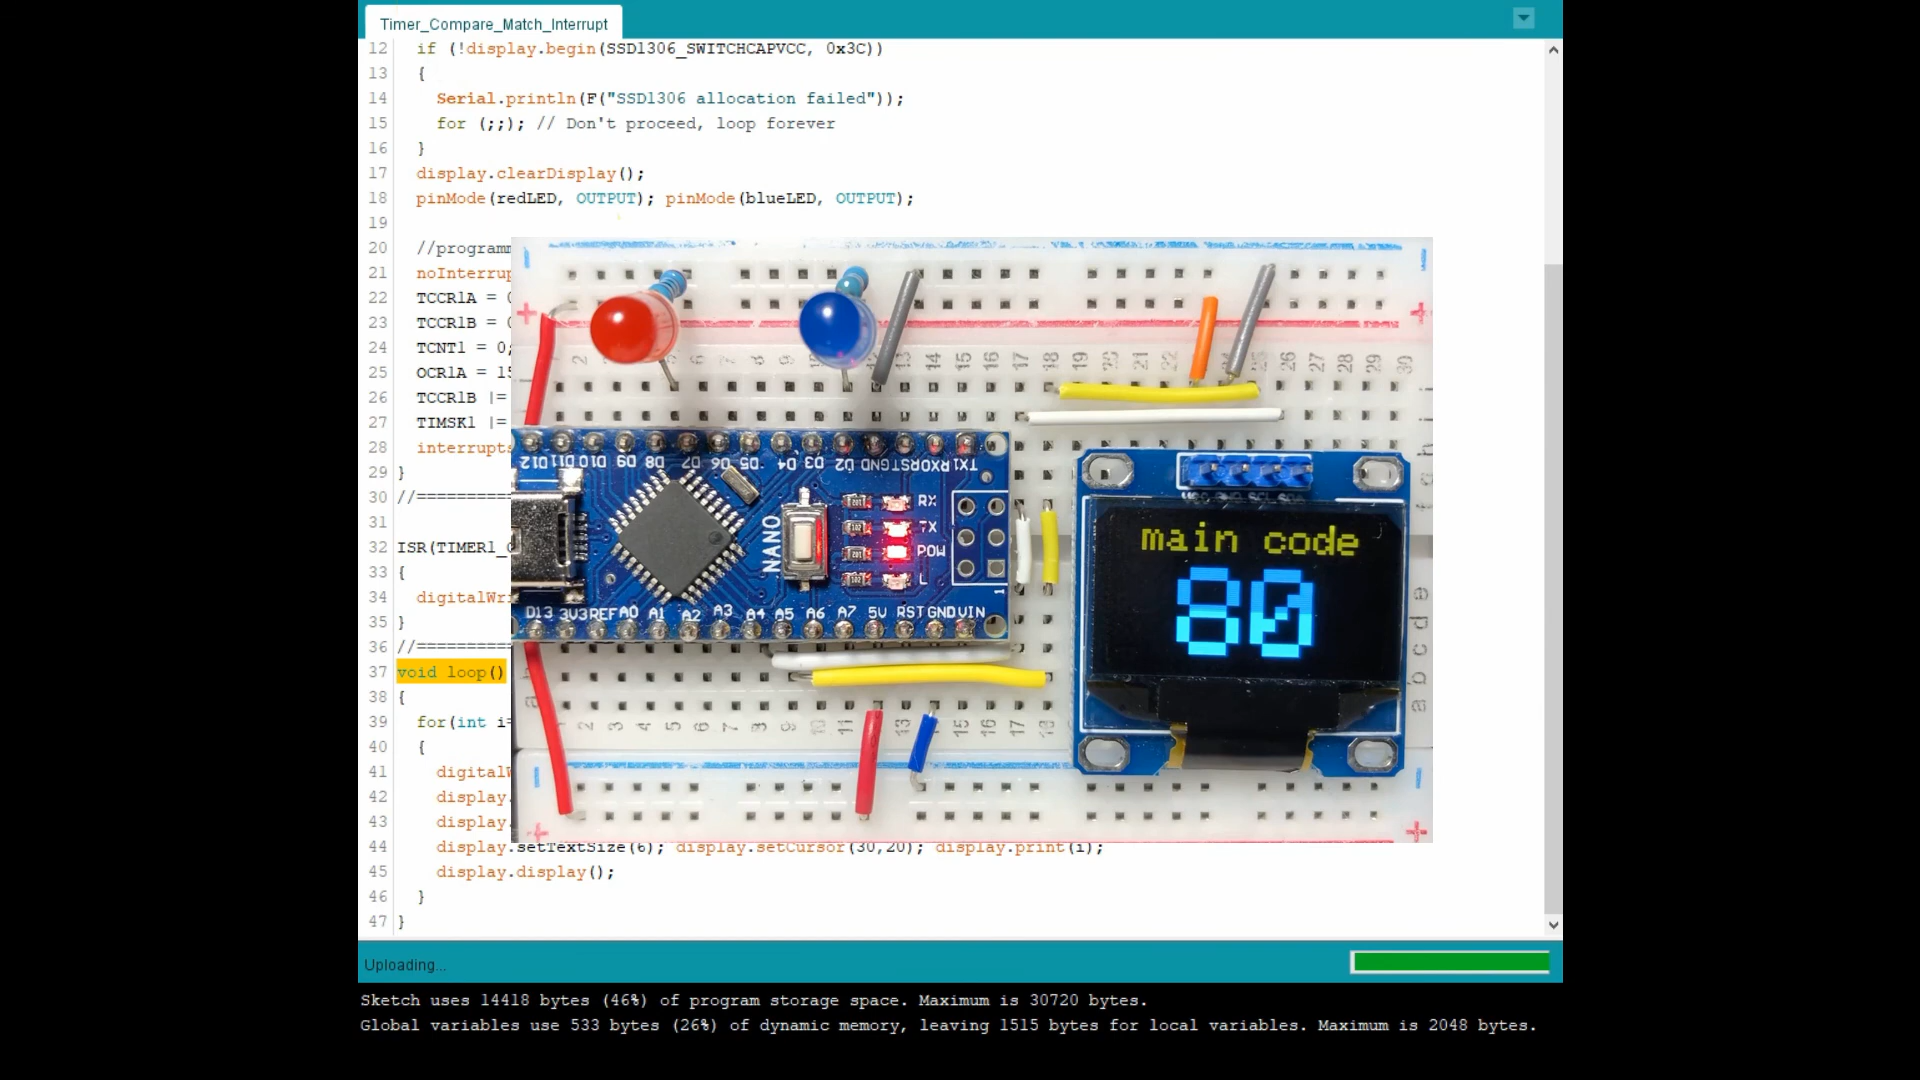 Timer_Compare_Match_Interrupt
12 if (!display.begin(SSD1306_SWITCHCAPVCC, 0x3C))
13 {
14 Serial.println(F("SSD1306 allocation failed"));
15 for (;;); // Don't proceed, loop forever
16 }
17 display.clearDisplay();
18 pinMode(redLED, OUTPUT); pinMode(blueLED, OUTPUT);
19
20 //programm
21 noInterrup
22 TCCR1A = 0
23 TCCR1B = 0
24 TCNT1 = 0;
25 OCR1A = 15
26 TCCR1B |=
27 TIMSK1 |=
28 interrupts
29 }
30 //=========
31
32 ISR(TIMER1_C
33 {
34 digitalWri
35 }
36 //=========
37 void loop()
38 {
39 for(int i=
40 {
41 digitalW
42 display.
43 display.
44 display.setTextSize(6); display.setCursor(30,20); display.print(i);
45 display.display();
46 }
47 }
D12 D11 D10 D9 D8 D7 D6 D5 D4 D3 D2 GND RST RX0 TX1
RX
TX
POW
L
NANO
1
D13 3V3 REF A0 A1 A2 A3 A4 A5 A6 A7 5V RST GND VIN
main code
80
Uploading...
Sketch uses 14418 bytes (46%) of program storage space. Maximum is 30720 bytes.
Global variables use 533 bytes (26%) of dynamic memory, leaving 1515 bytes for local variables. Maximum is 2048 bytes.